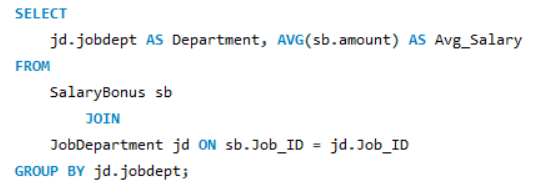 SELECT
jd.jobdept AS Department, AVG(sb.amount) AS Avg_Salary
FROM
SalaryBonus sb
JOIN
JobDepartment jd ON sb.Job_ID = jd.Job_ID
GROUP BY jd.jobdept;